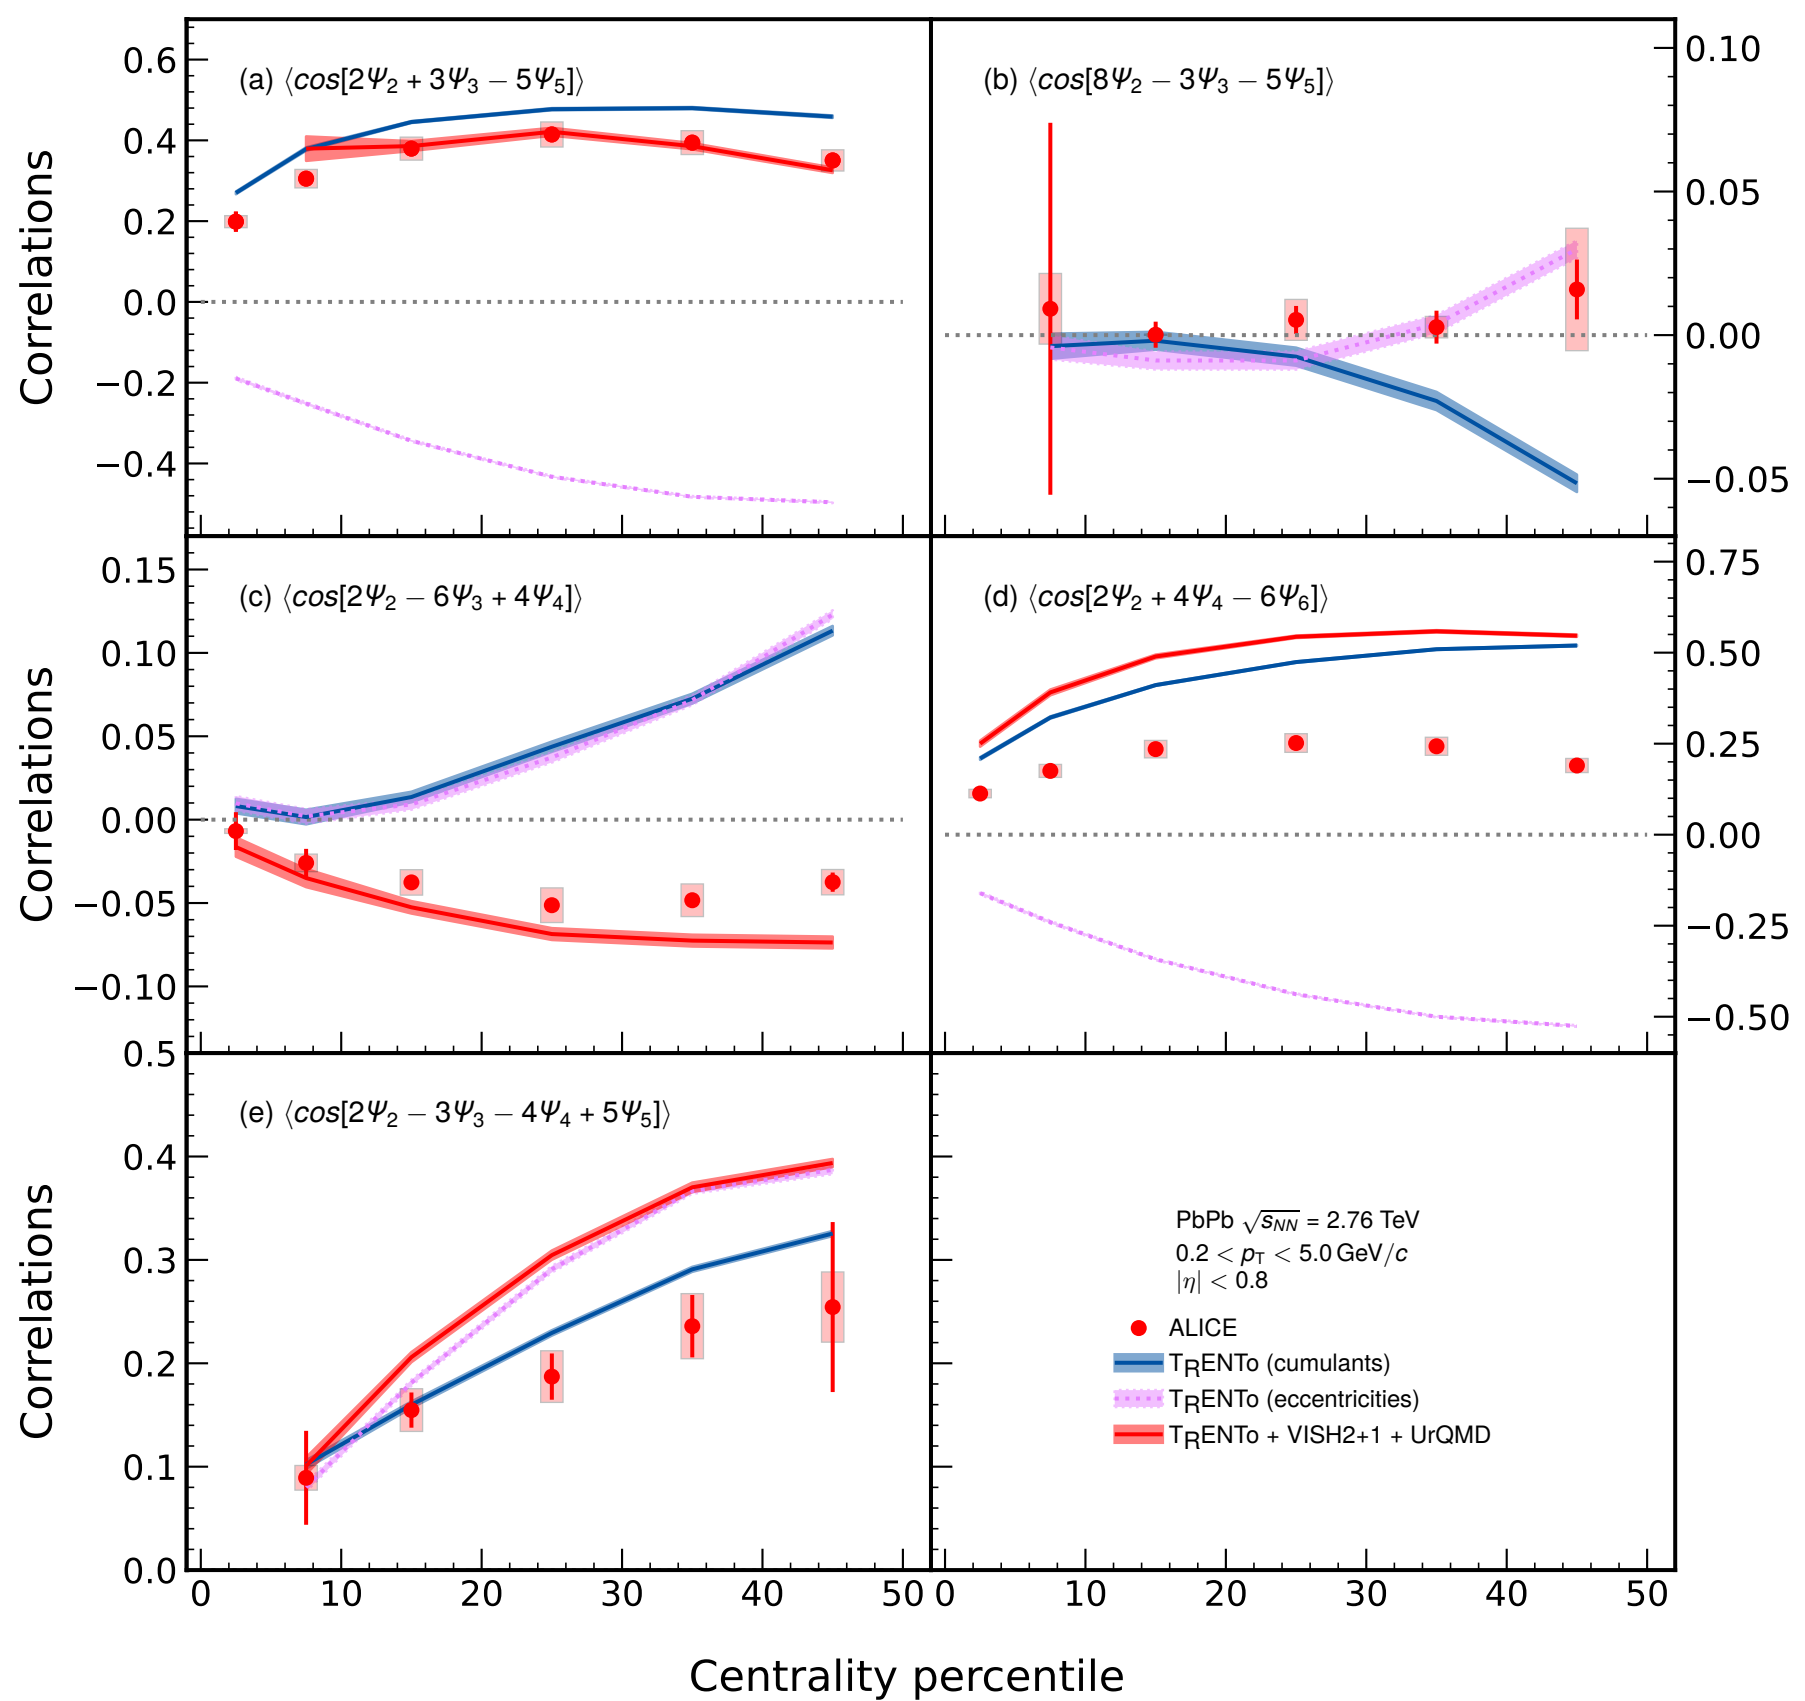 (a) ⟨cos[2Ψ₂ + 3Ψ₃ − 5Ψ₅]⟩
(b) ⟨cos[8Ψ₂ − 3Ψ₃ − 5Ψ₅]⟩
Correlations
0.6
0.4
0.2
0.0
−0.2
−0.4
0.10
0.05
0.00
−0.05
(c) ⟨cos[2Ψ₂ − 6Ψ₃ + 4Ψ₄]⟩
(d) ⟨cos[2Ψ₂ + 4Ψ₄ − 6Ψ₆]⟩
Correlations
0.15
0.10
0.05
0.00
−0.05
−0.10
0.75
0.50
0.25
0.00
−0.25
−0.50
(e) ⟨cos[2Ψ₂ − 3Ψ₃ − 4Ψ₄ + 5Ψ₅]⟩
Correlations
0.5
0.4
0.3
0.2
0.1
0.0
PbPb √s_NN = 2.76 TeV
0.2 < p_T < 5.0 GeV/c
|η| < 0.8
ALICE
TRENTo (cumulants)
TRENTo (eccentricities)
TRENTo + VISH2+1 + UrQMD
0 10 20 30 40 50 0 10 20 30 40 50
Centrality percentile